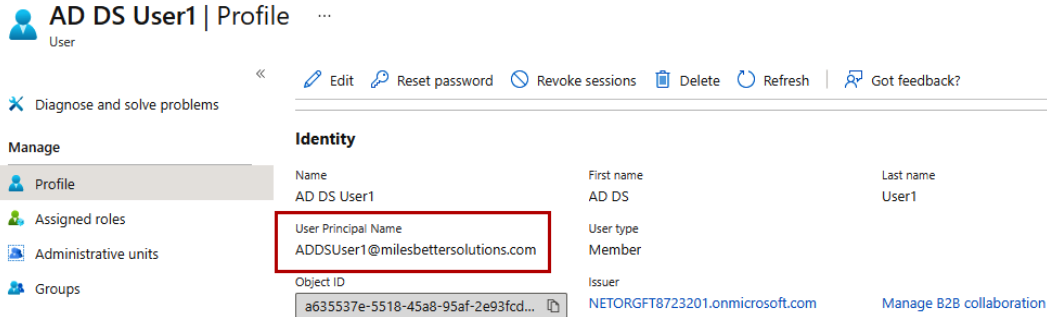 AD DS User1 | Profile ...
User
«
Diagnose and solve problems
Manage
Profile
Assigned roles
Administrative units
Groups
Edit Reset password Revoke sessions Delete Refresh Got feedback?
Identity
Name First name Last name
AD DS User1 AD DS User1
User Principal Name User type
ADDSUser1@milesbettersolutions.com Member
Object ID Issuer
a635537e-5518-45a8-95af-2e93fcd... NETORGFT8723201.onmicrosoft.com Manage B2B collaboration